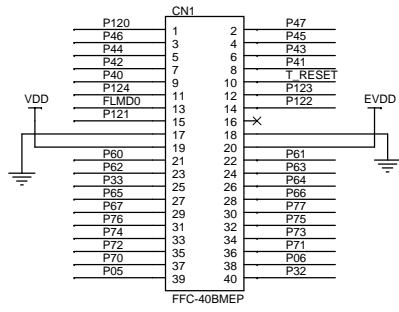 CN1
P120 1 2 P47
P46 3 4 P45
P44 5 6 P43
P42 7 8 P41
P40 9 10 T_RESET
P124 11 12 P123
VDD FLMD0 13 14 P122 EVDD
P121 15 16
17 18
19 20
P60 21 22 P61
P62 23 24 P63
P33 25 26 P64
P65 27 28 P66
P67 29 30 P77
P76 31 32 P75
P74 33 34 P73
P72 35 36 P71
P70 37 38 P06
P05 39 40 P32
FFC-40BMEP